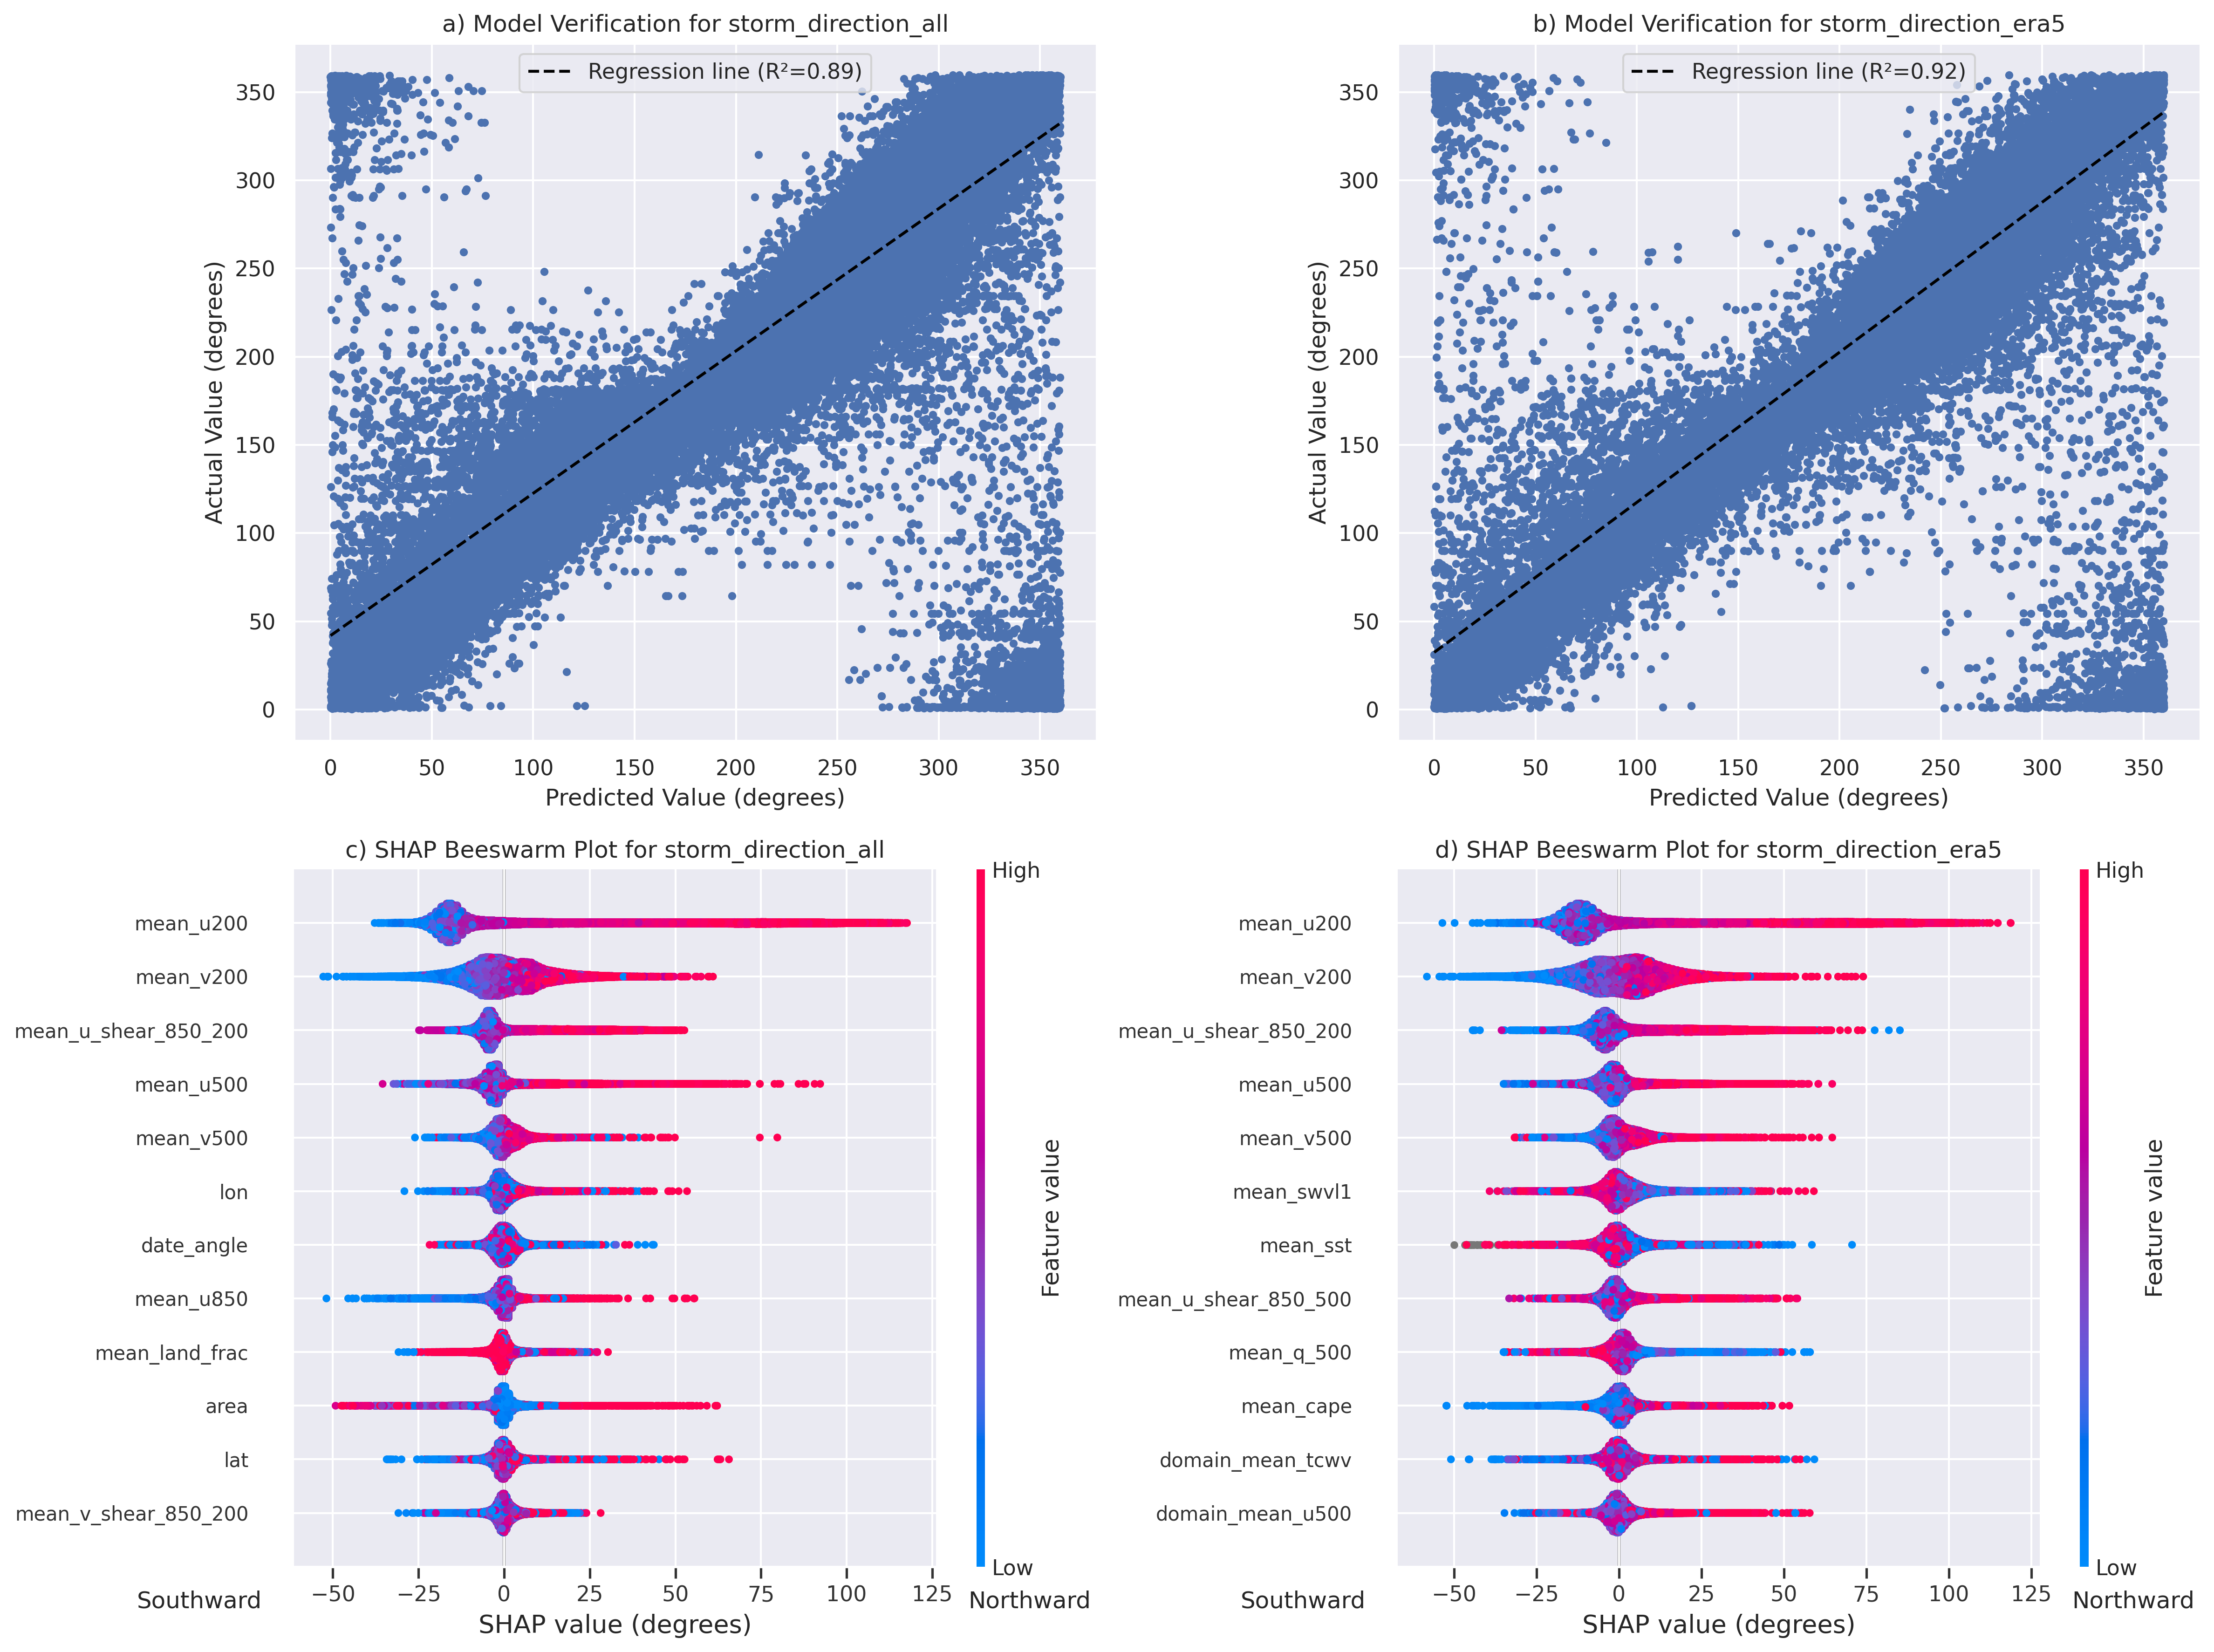 a) Model Verification for storm_direction_all
Regression line (R²=0.89)
Actual Value (degrees)
350
300
250
200
150
100
50
0
0 50 100 150 200 250 300 350
Predicted Value (degrees)
b) Model Verification for storm_direction_era5
Regression line (R²=0.92)
Actual Value (degrees)
350
300
250
200
150
100
50
0
0 50 100 150 200 250 300 350
Predicted Value (degrees)
c) SHAP Beeswarm Plot for storm_direction_all
High
mean_u200
mean_v200
mean_u_shear_850_200
mean_u500
mean_v500
lon
date_angle
mean_u850
mean_land_frac
area
lat
mean_v_shear_850_200
Feature value
Low
−50 −25 0 25 50 75 100 125
Southward
Northward
SHAP value (degrees)
d) SHAP Beeswarm Plot for storm_direction_era5
High
mean_u200
mean_v200
mean_u_shear_850_200
mean_u500
mean_v500
mean_swvl1
mean_sst
mean_u_shear_850_500
mean_q_500
mean_cape
domain_mean_tcwv
domain_mean_u500
Feature value
Low
−50 −25 0 25 50 75 100 125
Southward
Northward
SHAP value (degrees)